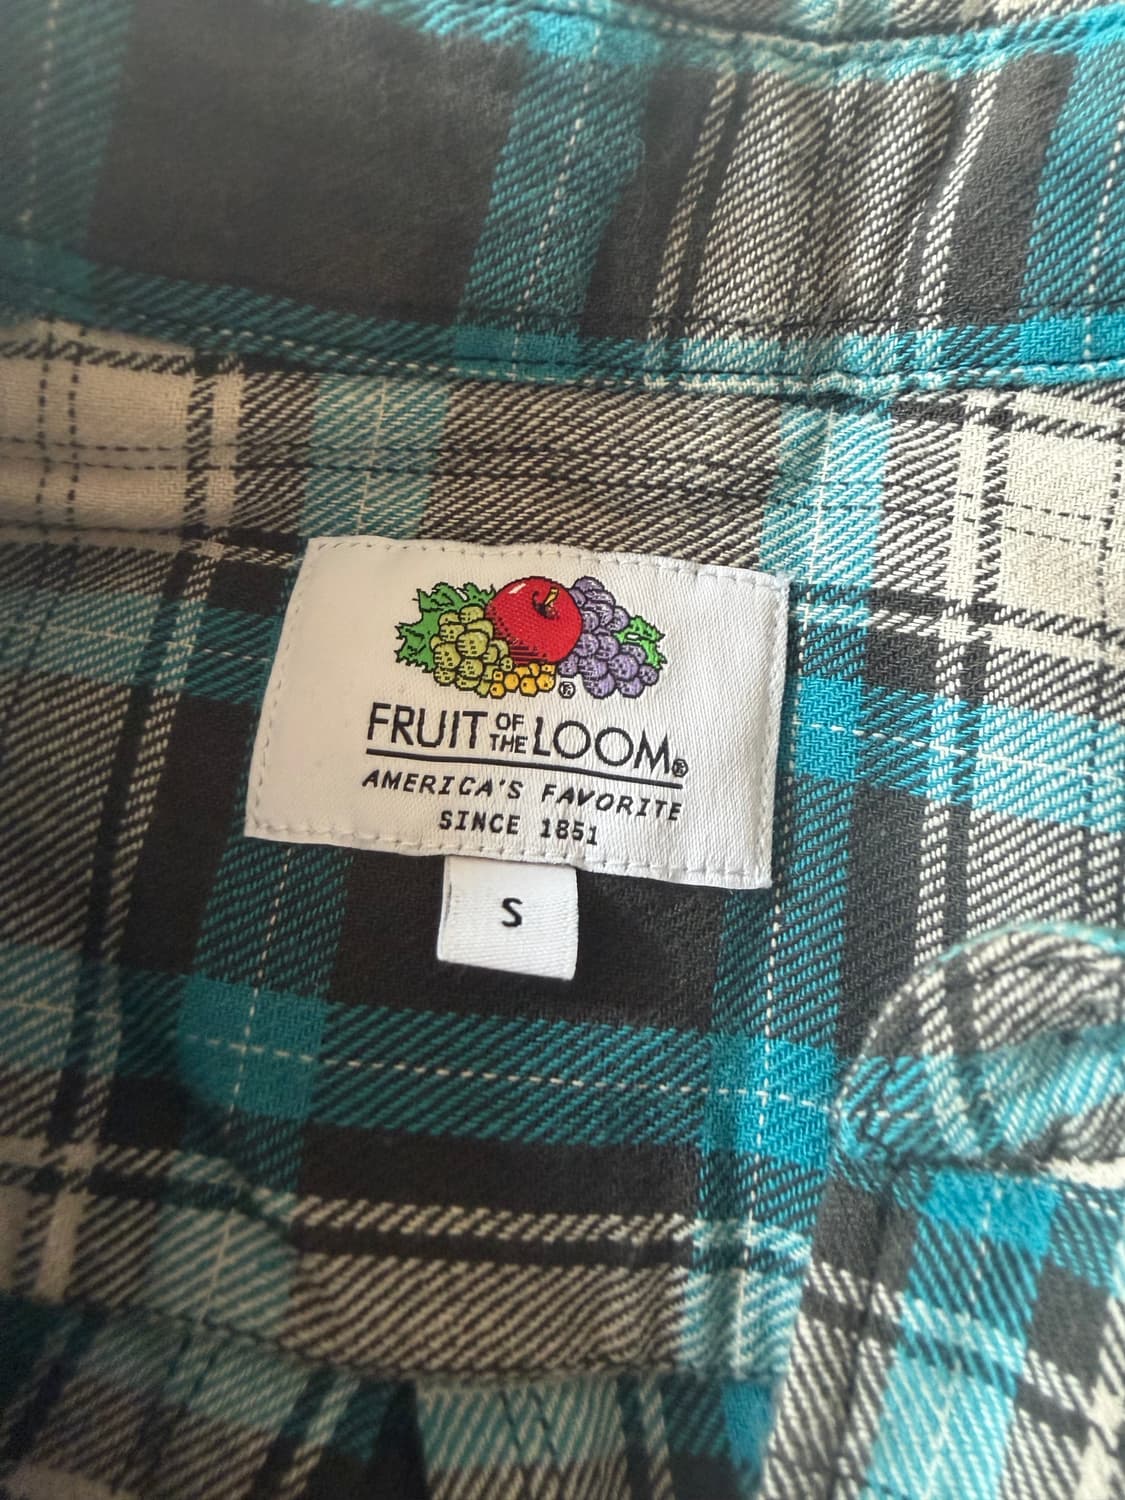 ®
FRUIT OF THE LOOM®
AMERICA'S FAVORITE
SINCE 1851
S